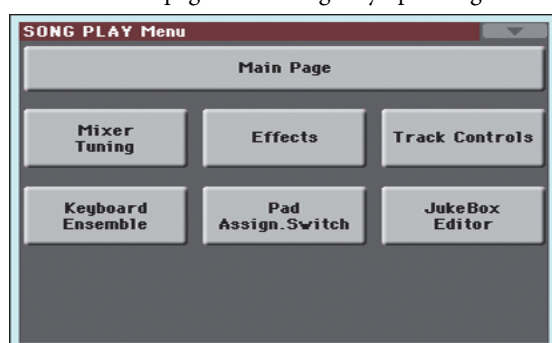 SONG PLAY Menu
Main Page
Mixer
Tuning
Effects
Track Controls
Keyboard
Ensemble
Pad
Assign.Switch
JukeBox
Editor